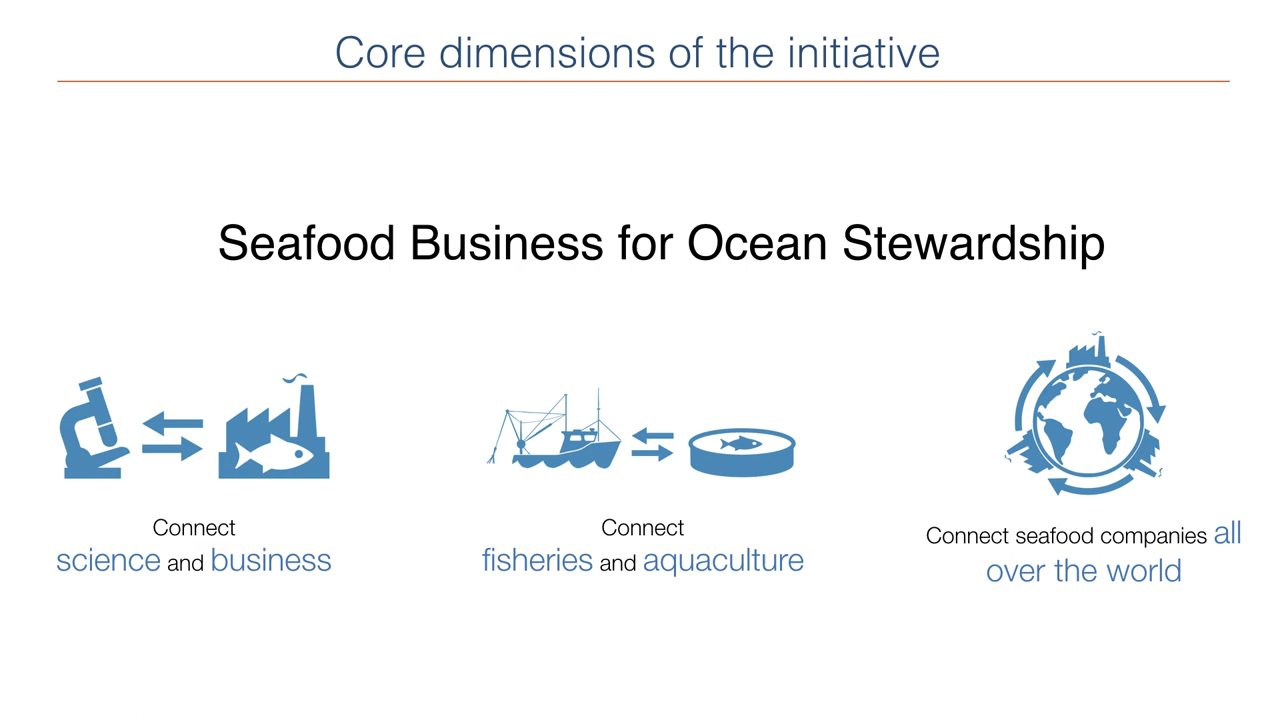 Core dimensions of the initiative
Seafood Business for Ocean Stewardship
Connect
science and business
Connect
fisheries and aquaculture
Connect seafood companies all
over the world